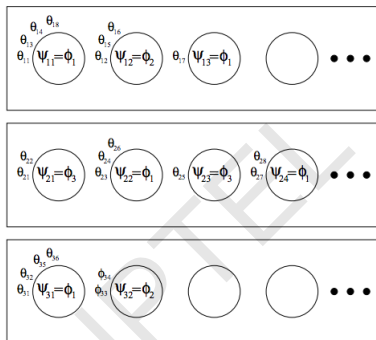 θ₁₈
θ₁₄
θ₁₃
θ₁₁ Ψ₁₁=ϕ₁
θ₁₆
θ₁₅
θ₁₂ Ψ₁₂=ϕ₂
θ₁₇ Ψ₁₃=ϕ₁
θ₂₂
θ₂₁ Ψ₂₁=ϕ₃
θ₂₆
θ₂₄
θ₂₃ Ψ₂₂=ϕ₁
θ₂₅ Ψ₂₃=ϕ₃
θ₂₈
θ₂₇ Ψ₂₄=ϕ₁
θ₃₆
θ₃₅
θ₃₂
θ₃₁ Ψ₃₁=ϕ₁
ϕ₃₄
ϕ₃₃ Ψ₃₂=ϕ₂
IPTEL